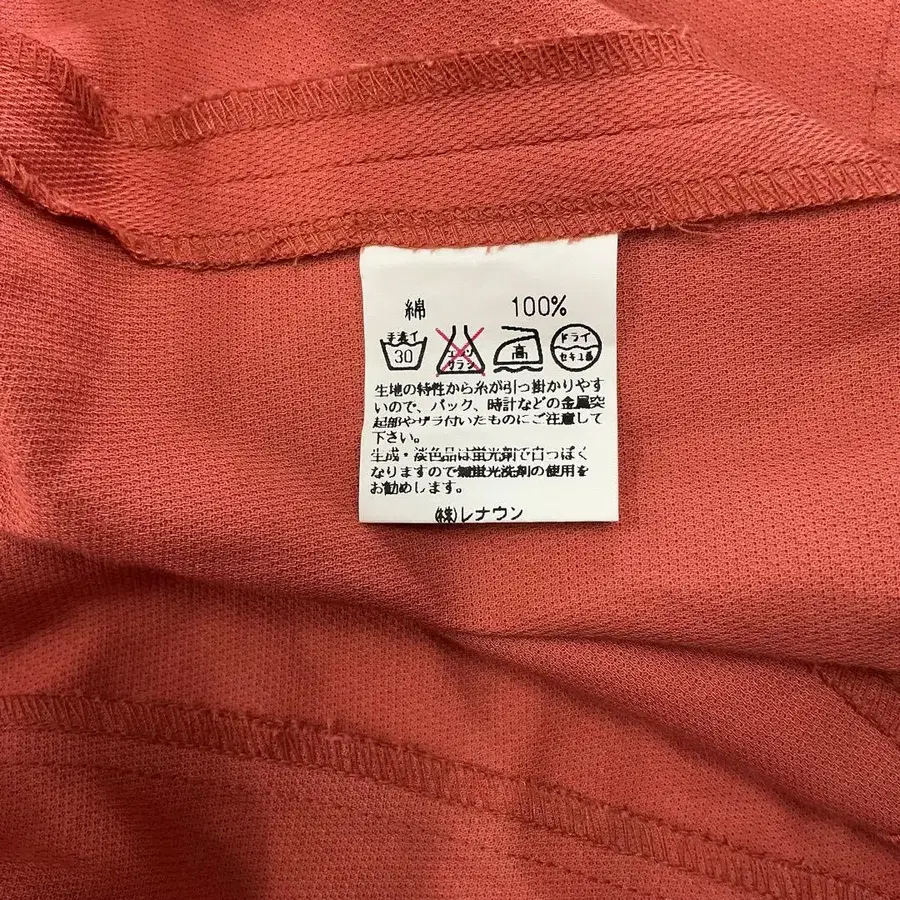 綿 100%
手洗イ 30 エンソ サラシ 高 ドライ セキユ系
生地の特性から糸が引っ掛かりやす
いので、バック、時計などの金属突
起部やザラ付いたものにご注意して
下さい。
生成・淡色品は蛍光剤で白っぽく
なりますので無蛍光洗剤の使用を
お勧めします。
(株)レナウン